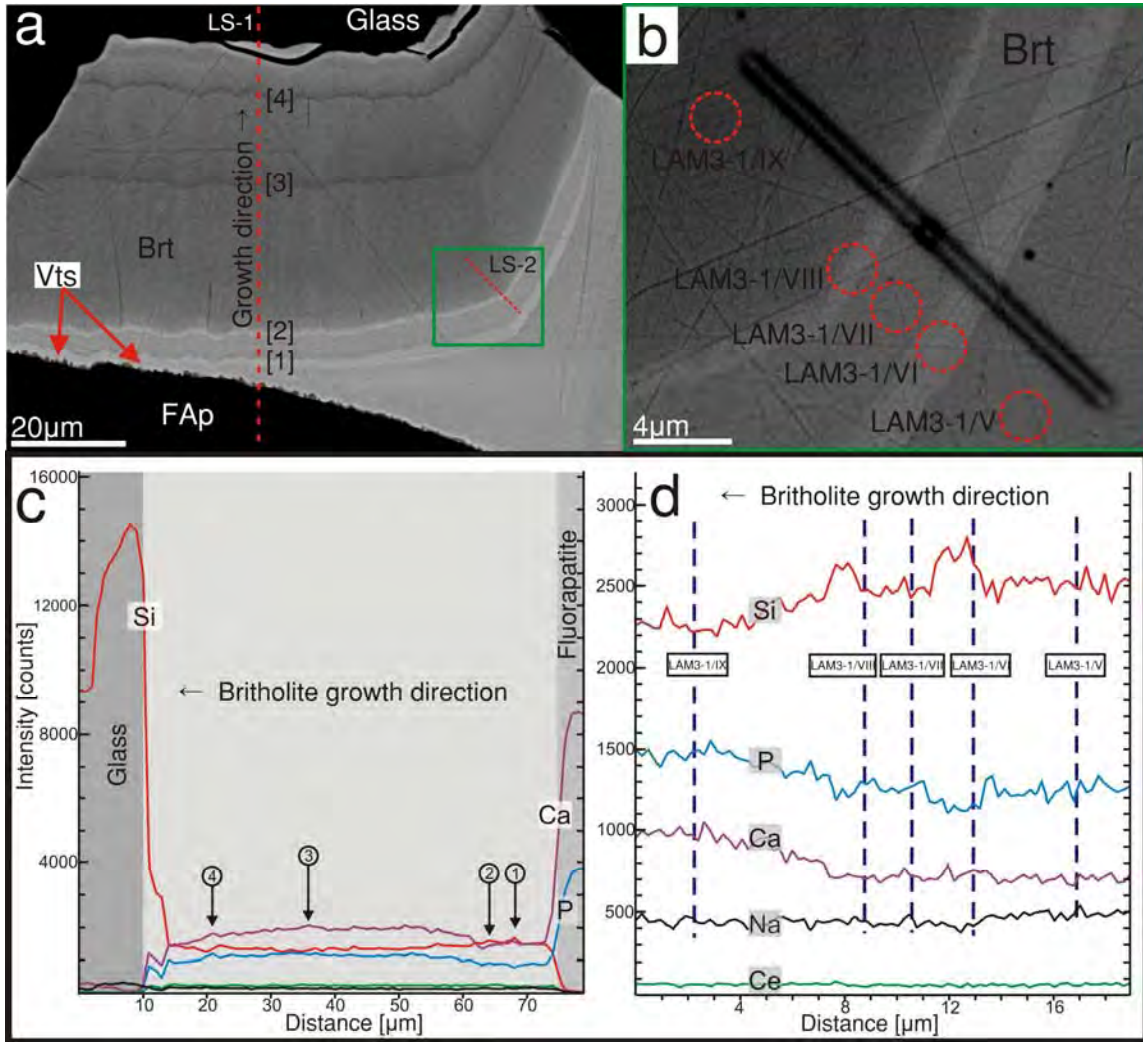 a
LS-1
Glass
Growth direction →
[4]
[3]
Brt
Vts
LS-2
[2]
[1]
FAp
20µm
b
Brt
LAM3-1/IX
LAM3-1/VIII
LAM3-1/VII
LAM3-1/VI
LAM3-1/V
4µm
c
16000
12000
8000
4000
Intensity [counts]
Glass
Si
← Britholite growth direction
Fluorapatite
Ca
P
4
3
2
1
10
20
30
40
50
60
70
Distance [µm]
d
← Britholite growth direction
3000
2500
2000
1500
1000
500
Si
LAM3-1/IX
LAM3-1/VIII
LAM3-1/VII
LAM3-1/VI
LAM3-1/V
P
Ca
Na
Ce
4
8
12
16
Distance [µm]